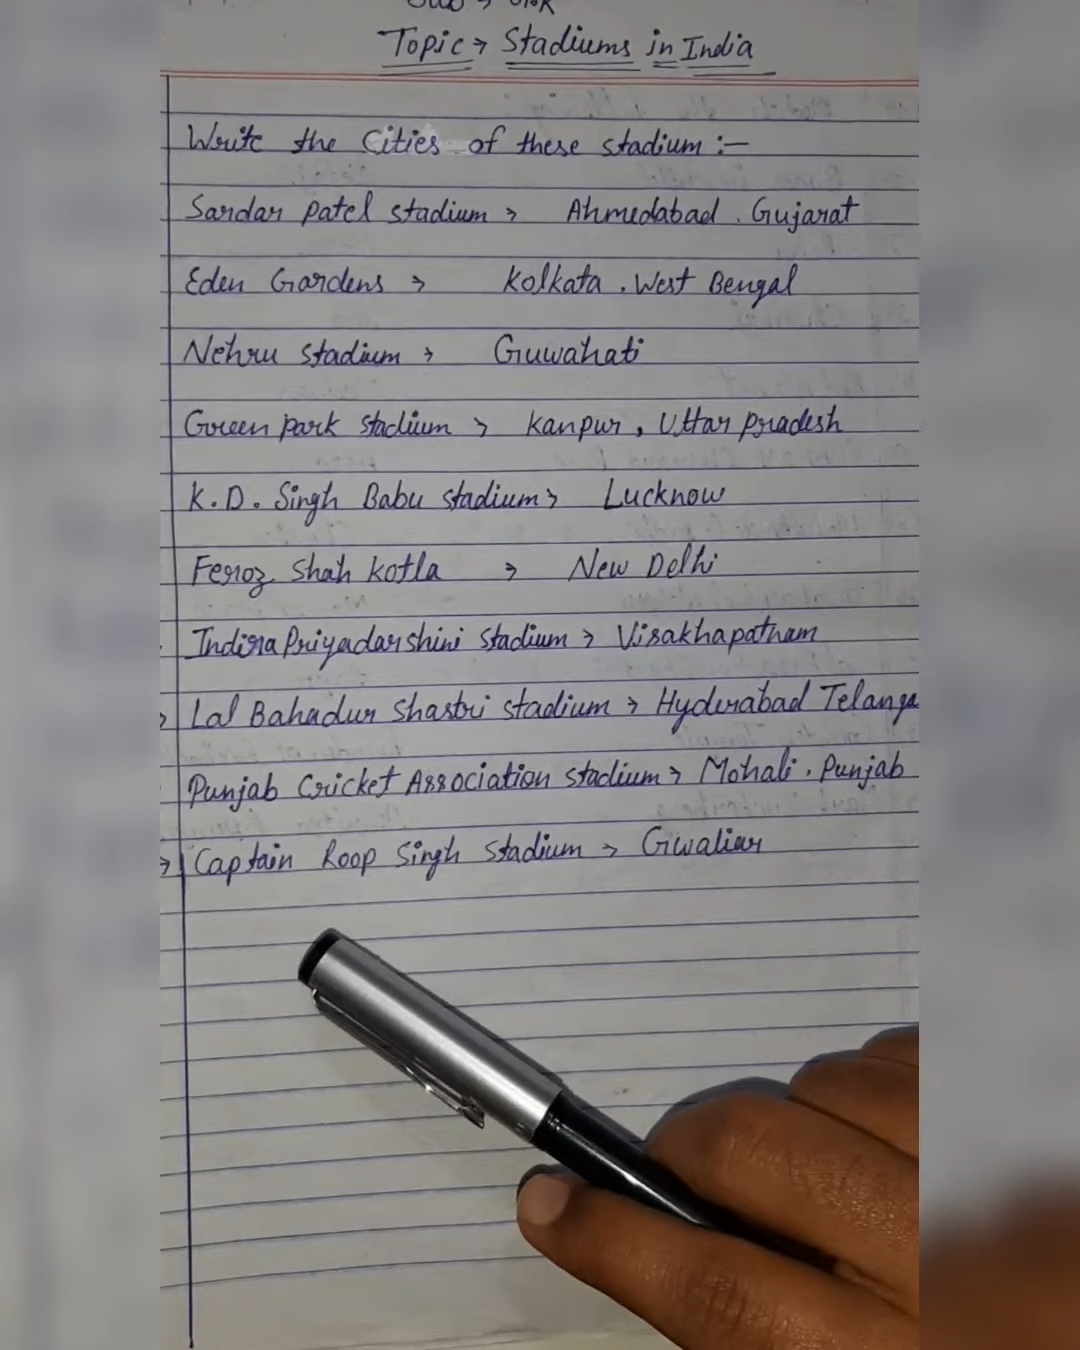 Topic → Stadiums in India
Write the Cities of these stadium :-
Sardar Patel stadium → Ahmedabad . Gujarat
Eden Gardens → Kolkata . West Bengal
Nehru stadium → Guwahati
Green park stadium → Kanpur , Uttar pradesh
K.D. Singh Babu stadium → Lucknow
Feroz Shah Kotla → New Delhi
Indira Priyadarshini stadium → Visakhapatnam
Lal Bahadur Shastri stadium → Hyderabad Telanga
Punjab Cricket Association stadium → Mohali . Punjab
→ Captain Roop Singh stadium → Gwalior